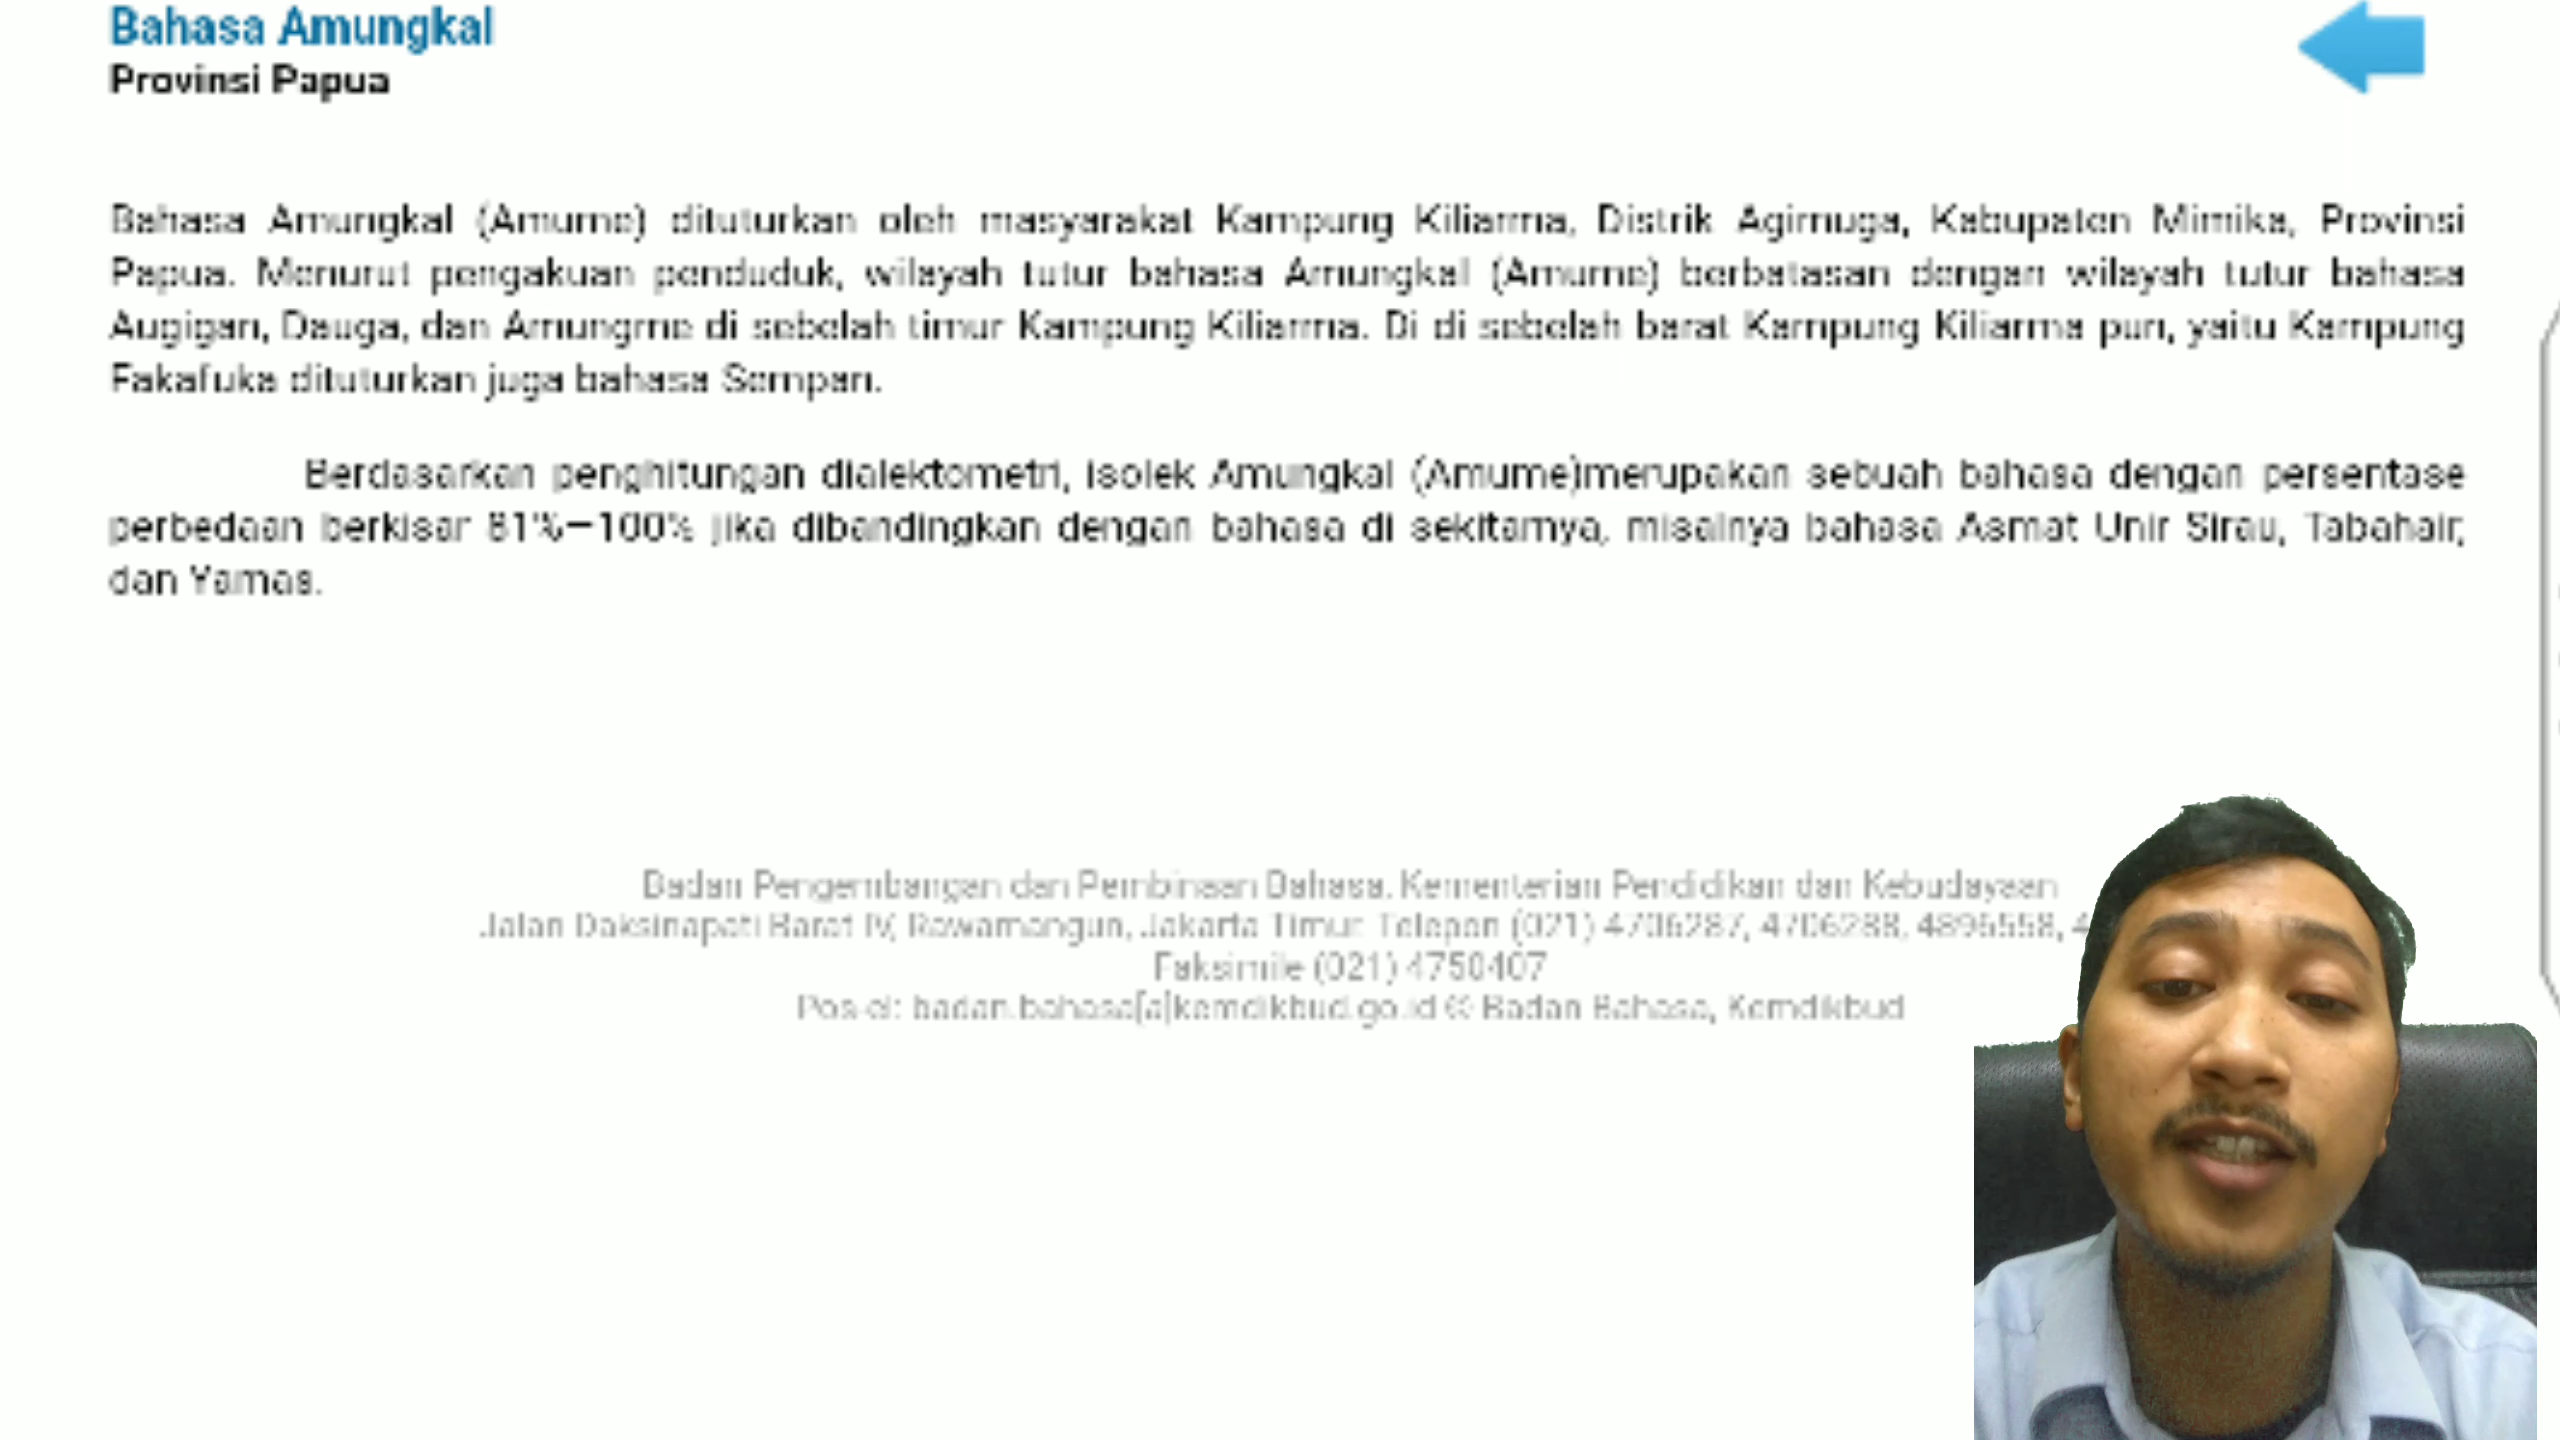 Bahasa Amungkal
Provinsi Papua
Bahasa Amungkal (Amume) dituturkan oleh masyarakat Kampung Kiliarma, Distrik Agimuga, Kabupaten Mimika, Provinsi
Papua. Menurut pengakuan penduduk, wilayah tutur bahasa Amungkal (Amume) berbatasan dengan wilayah tutur bahasa
Augigan, Dauga, dan Amungme di sebelah timur Kampung Kiliarma. Di di sebelah barat Kampung Kiliarma pun, yaitu Kampung
Fakafuka dituturkan juga bahasa Sempan.
Berdasarkan penghitungan dialektometri, isolek Amungkal (Amume)merupakan sebuah bahasa dengan persentase
perbedaan berkisar 81%—100% jika dibandingkan dengan bahasa di sekitarnya, misalnya bahasa Asmat Unir Sirau, Tabahair,
dan Yamas.
Badan Pengembangan dan Pembinaan Bahasa, Kementerian Pendidikan dan Kebudayaan
Jalan Daksinapati Barat IV, Rawamangun, Jakarta Timur Telepon (021) 4706287, 4706288, 4896558, 4
Faksimile (021) 4750407
Pos-el: badan.bahasa[a]kemdikbud.go.id © Badan Bahasa, Kemdikbud